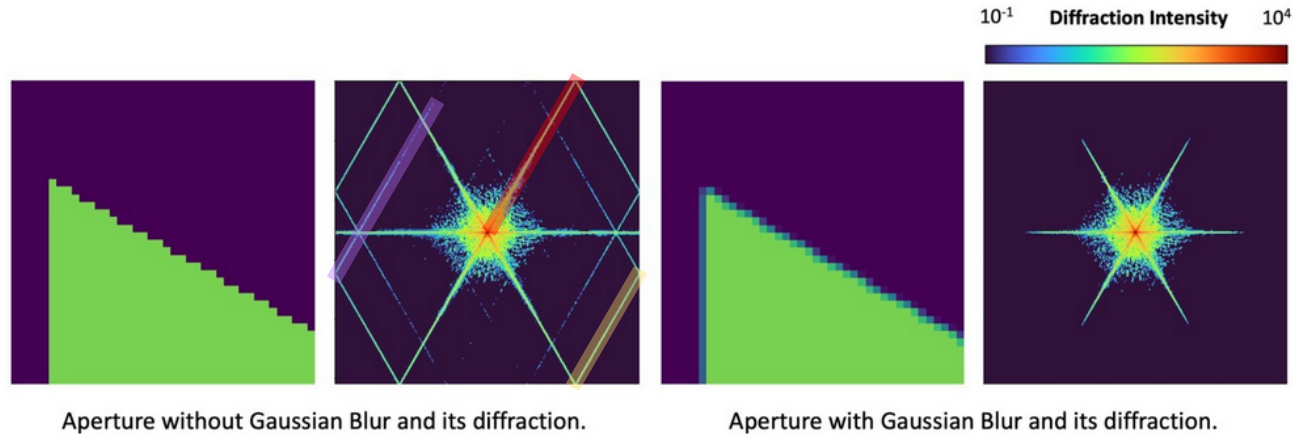 10-1 Diffraction Intensity 104
Aperture without Gaussian Blur and its diffraction.
Aperture with Gaussian Blur and its diffraction.